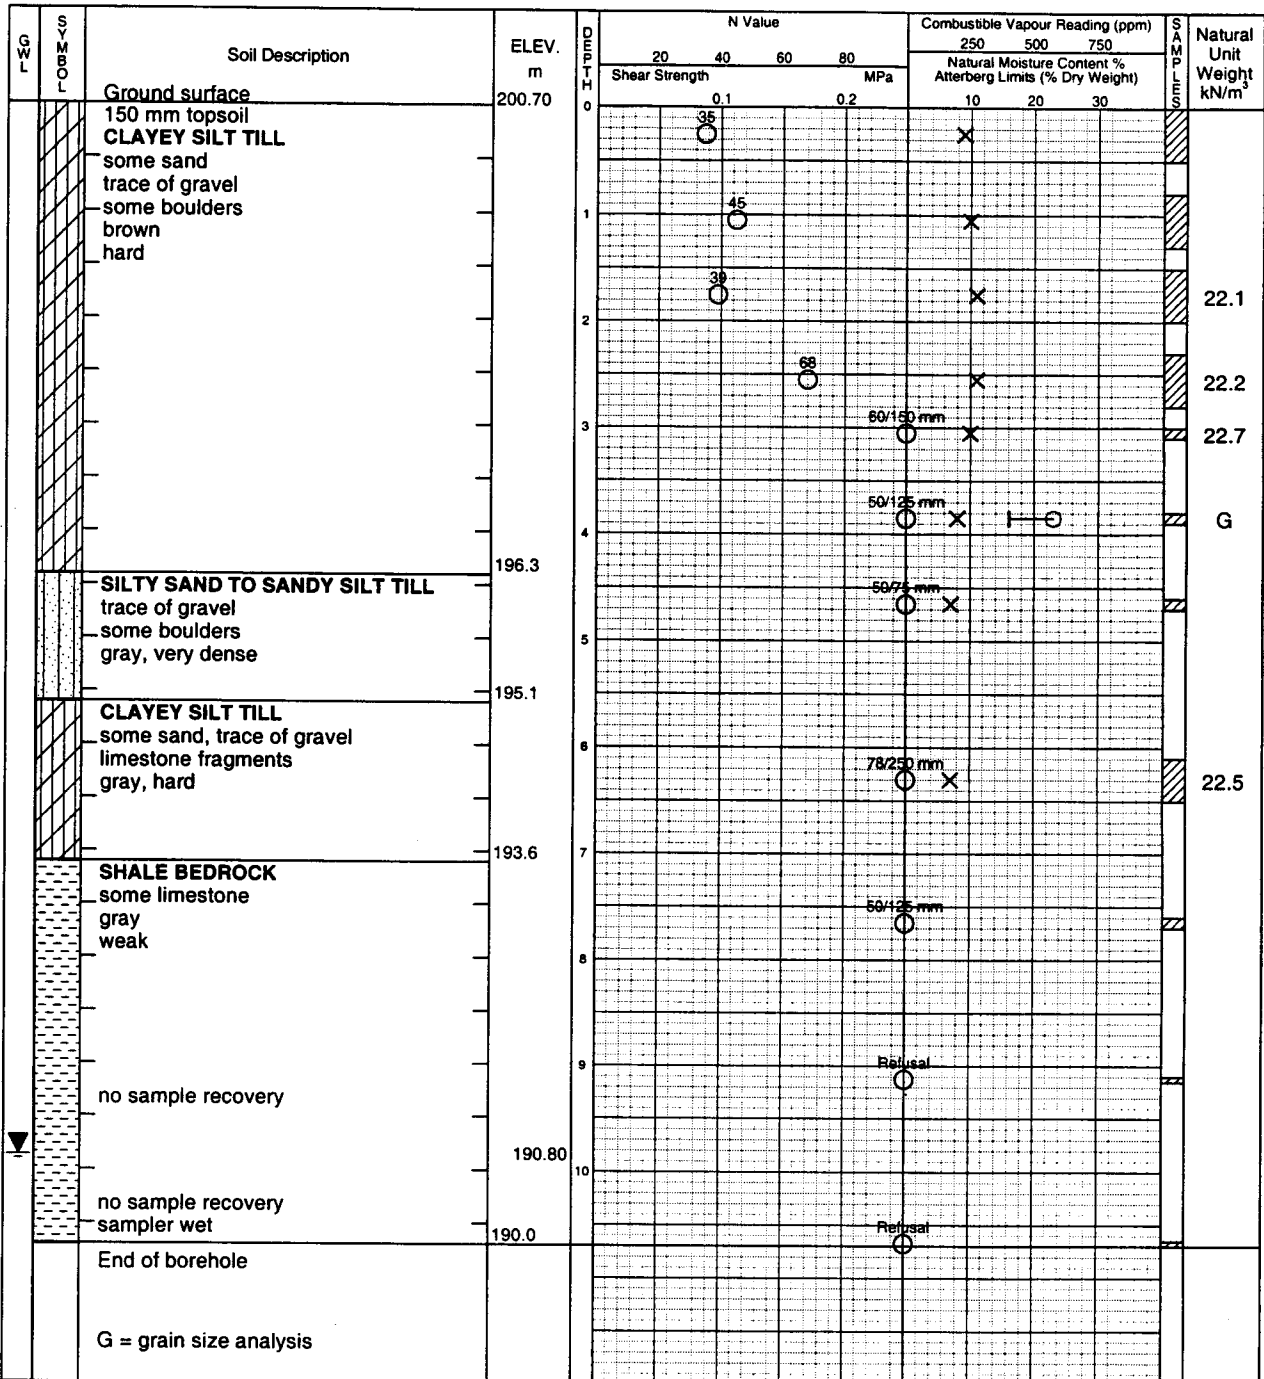 GWL
SYMBOL
Soil Description
ELEV.
m
DEPTH
N Value
20 40 60 80
Shear Strength MPa
0.1 0.2
Combustible Vapour Reading (ppm)
250 500 750
Natural Moisture Content %
Atterberg Limits (% Dry Weight)
10 20 30
SAMPLES
Natural
Unit
Weight
kN/m³
Ground surface 200.70 0
150 mm topsoil
CLAYEY SILT TILL
35
some sand
trace of gravel
some boulders
45
1
brown
hard
39
22.1
2
68
22.2
60/150 mm
3
22.7
50/125 mm
G
4
196.3
SILTY SAND TO SANDY SILT TILL
50/75 mm
trace of gravel
some boulders
5
gray, very dense
195.1
CLAYEY SILT TILL
some sand, trace of gravel
6
limestone fragments
78/250 mm
gray, hard
22.5
193.6
7
SHALE BEDROCK
some limestone
50/125 mm
gray
weak
8
Refusal
9
no sample recovery
190.80
10
no sample recovery
sampler wet
Refusal
190.0
End of borehole
G = grain size analysis